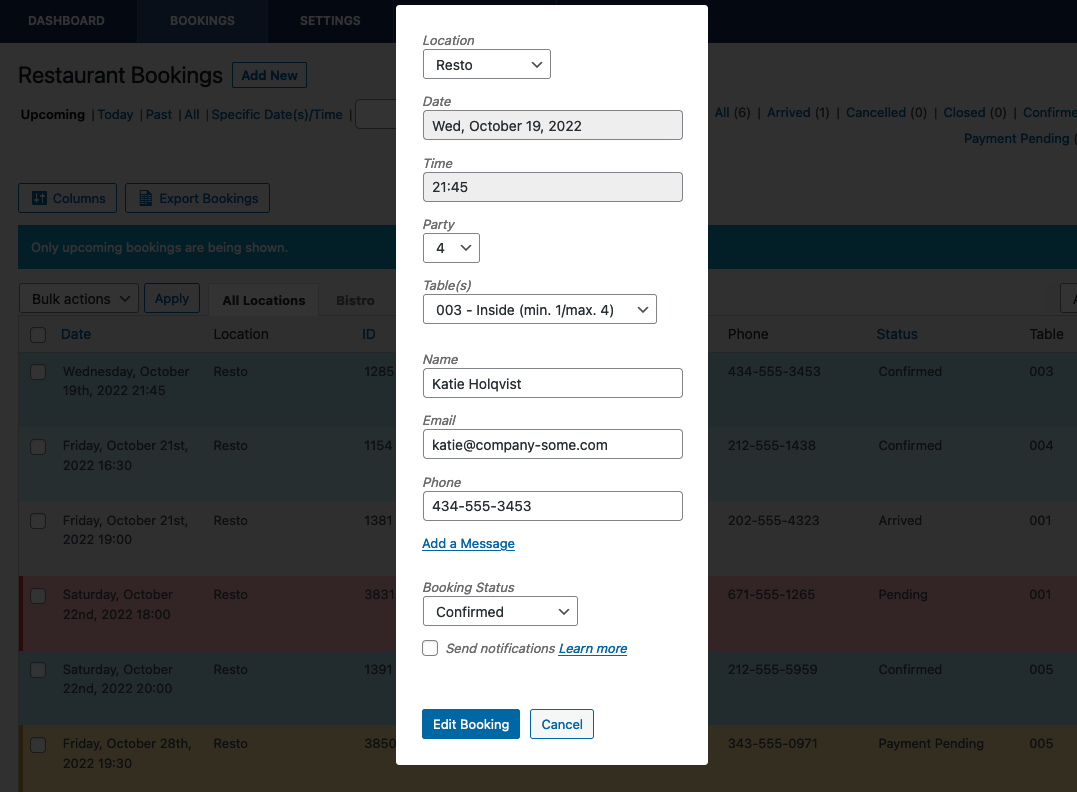 DASHBOARD BOOKINGS SETTINGS
Restaurant Bookings Add New
Upcoming | Today | Past | All | Specific Date(s)/Time |
All (6) | Arrived (1) | Cancelled (0) | Closed (0) |
Payment Pending
Columns Export Bookings
Only upcoming bookings are being shown.
Bulk actions Apply All Locations Bistro
Date Location ID Phone Status Table
Wednesday, October 19th, 2022 21:45 Resto 1285 434-555-3453 Confirmed 003
Friday, October 21st, 2022 16:30 Resto 1154 212-555-1438 Confirmed 004
Friday, October 21st, 2022 19:00 Resto 1381 202-555-4323 Arrived 001
Saturday, October 22nd, 2022 18:00 Resto 3831 671-555-1265 Pending 001
Saturday, October 22nd, 2022 20:00 Resto 1391 212-555-5959 Confirmed 005
Friday, October 28th, 2022 19:30 Resto 3850 343-555-0971 Payment Pending 005
Location
Resto
Date
Wed, October 19, 2022
Time
21:45
Party
4
Table(s)
003 - Inside (min. 1/max. 4)
Name
Katie Holqvist
Email
katie@company-some.com
Phone
434-555-3453
Add a Message
Booking Status
Confirmed
Send notifications Learn more
Edit Booking Cancel